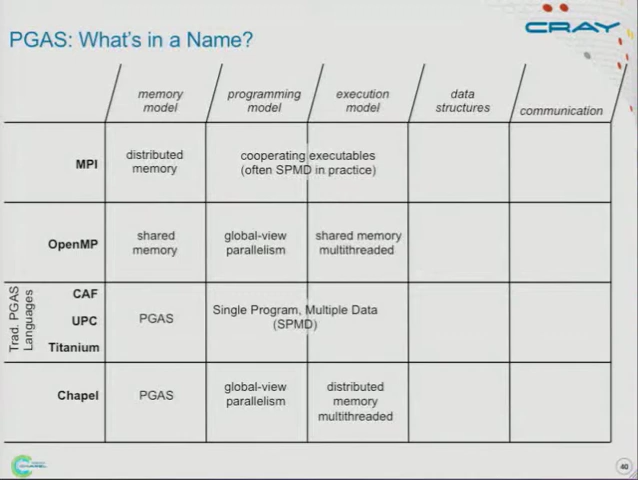 PGAS: What's in a Name?
CRAY
memory
model
programming
model
execution
model
data
structures
communication
MPI
distributed
memory
cooperating executables
(often SPMD in practice)
OpenMP
shared
memory
global-view
parallelism
shared memory
multithreaded
Trad. PGAS
Languages
CAF
UPC
Titanium
PGAS
Single Program, Multiple Data
(SPMD)
Chapel
PGAS
global-view
parallelism
distributed
memory
multithreaded
CHAPEL
40